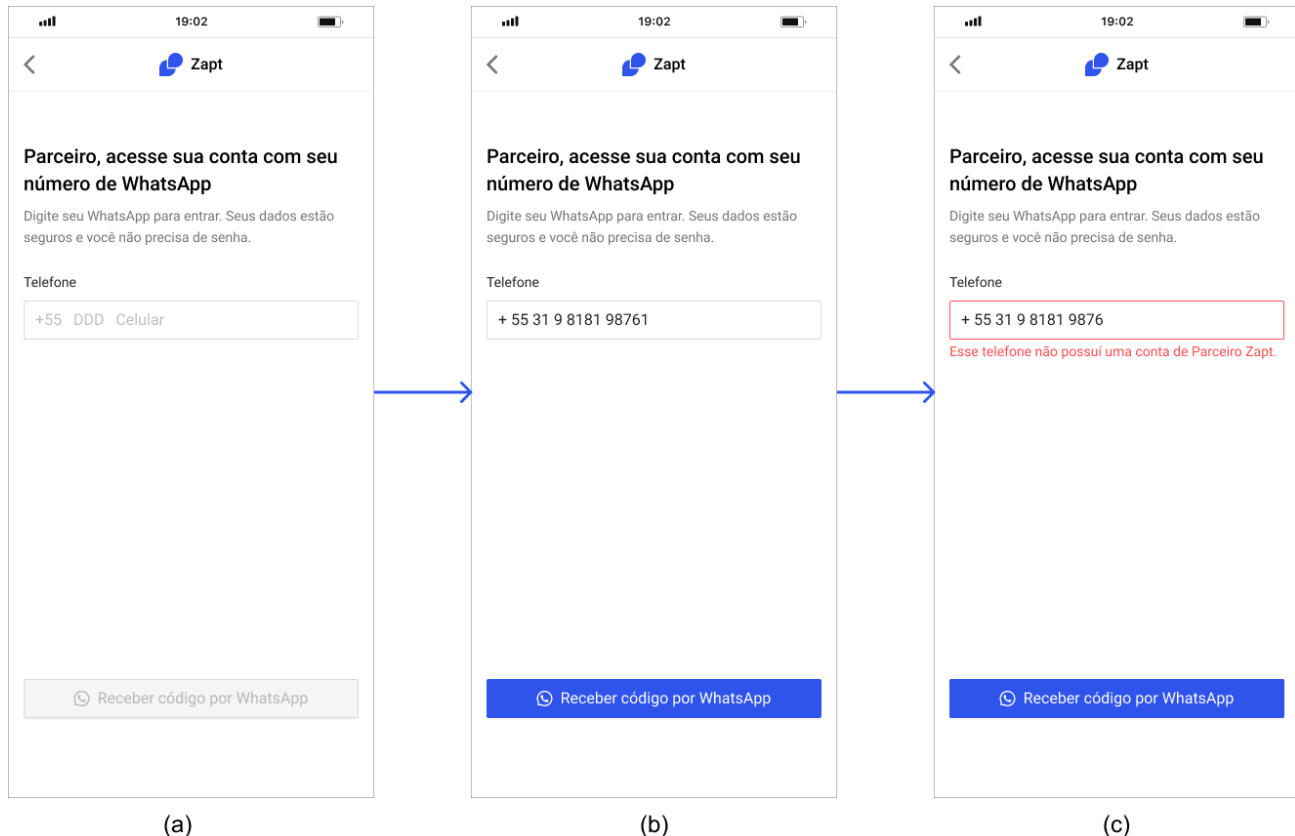 19:02
Zapt
Parceiro, acesse sua conta com seu
número de WhatsApp
Digite seu WhatsApp para entrar. Seus dados estão
seguros e você não precisa de senha.
Telefone
+55 DDD Celular
Receber código por WhatsApp
(a)
19:02
Zapt
Parceiro, acesse sua conta com seu
número de WhatsApp
Digite seu WhatsApp para entrar. Seus dados estão
seguros e você não precisa de senha.
Telefone
+ 55 31 9 8181 98761
Receber código por WhatsApp
(b)
19:02
Zapt
Parceiro, acesse sua conta com seu
número de WhatsApp
Digite seu WhatsApp para entrar. Seus dados estão
seguros e você não precisa de senha.
Telefone
+ 55 31 9 8181 9876
Esse telefone não possuí uma conta de Parceiro Zapt.
Receber código por WhatsApp
(c)